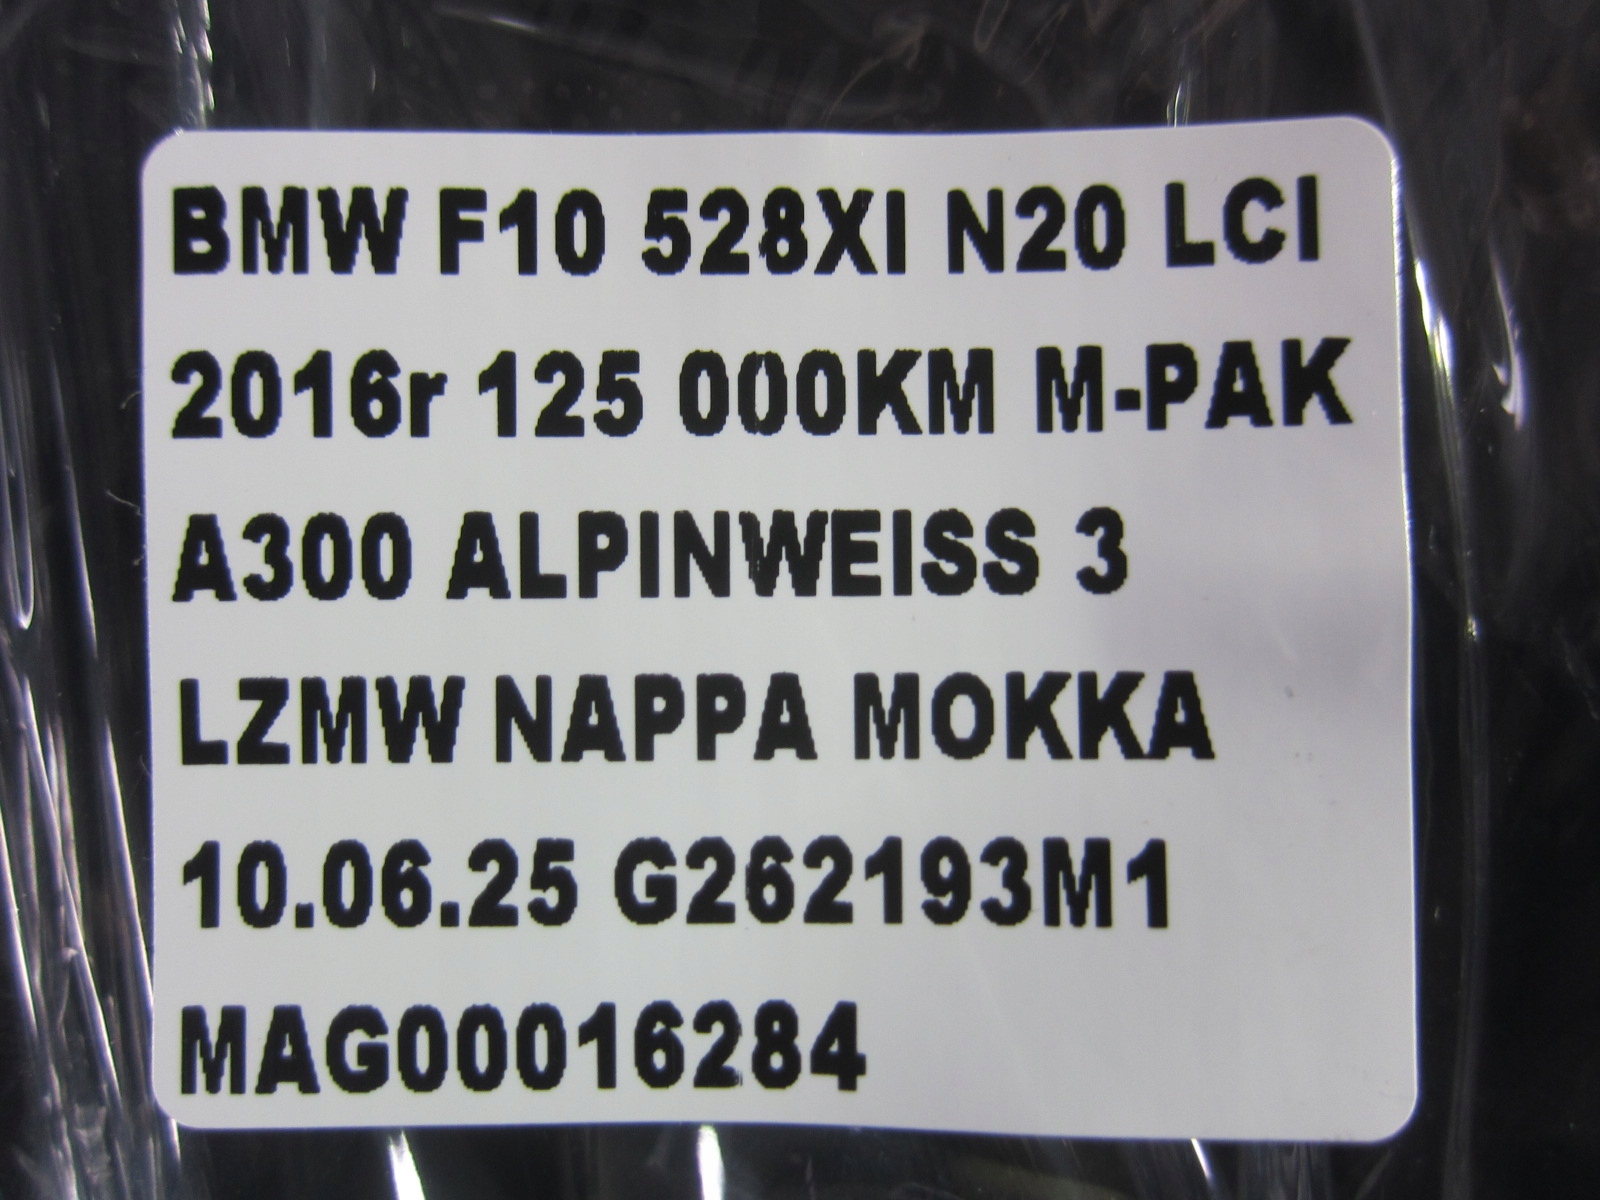 BMW F10 528XI N20 LCI
2016r 125 000KM M-PAK
A300 ALPINWEISS 3
LZMW NAPPA MOKKA
10.06.25 G262193M1
MAG00016284